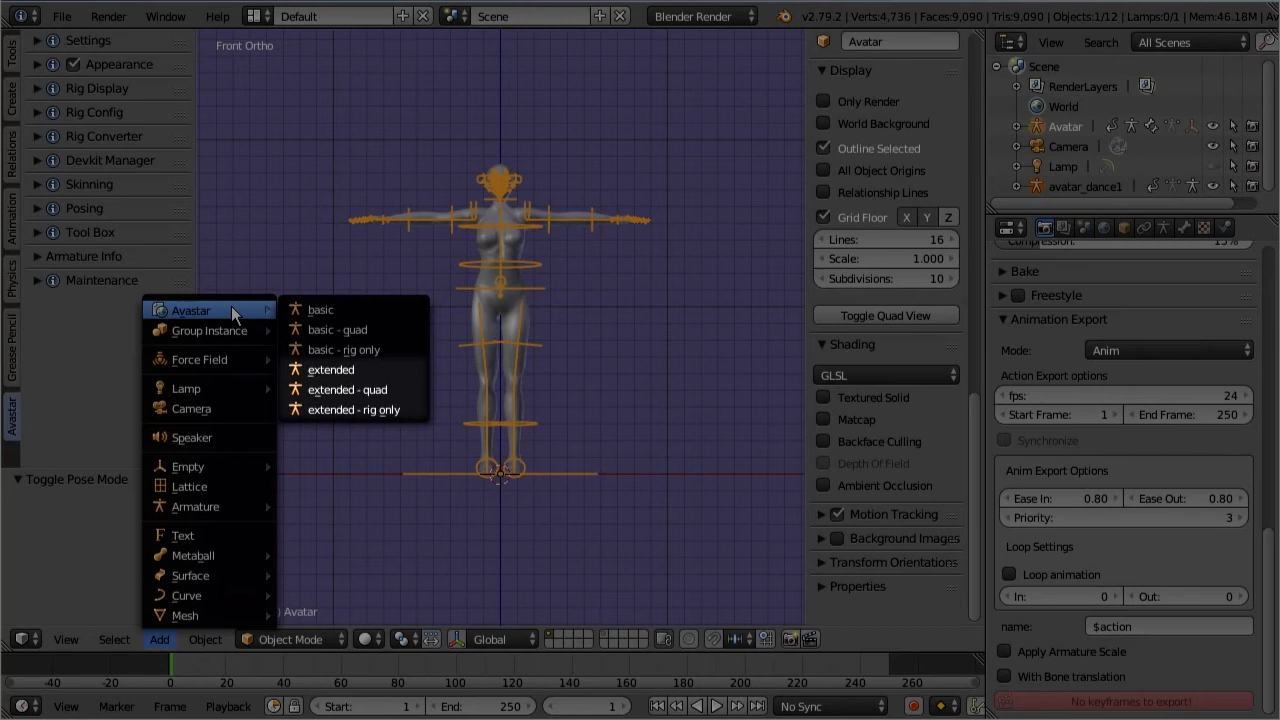 File Render Window Help Default Scene Blender Render v2.79.2 | Verts:4,736 | Faces:9,090 | Tris:9,090 | Objects:1/12 | Lamps:0/1 | Mem:46.18M | Av
Tools
Create
Relations
Animation
Physics
Grease Pencil
Avastar
Settings
Appearance
Rig Display
Rig Config
Rig Converter
Devkit Manager
Skinning
Posing
Tool Box
Armature Info
Maintenance
Toggle Pose Mode
Front Ortho
Avastar
Group Instance
Force Field
Lamp
Camera
Speaker
Empty
Lattice
Armature
Text
Metaball
Surface
Curve
Mesh
basic
basic - quad
basic - rig only
extended
extended - quad
extended - rig only
) Avatar
View Select Add Object Object Mode Global
-40 -20 0 20 40 60 80 100 120 140 160 180 200 220 240 260
View Marker Frame Playback Start: 1 End: 250 1 No Sync
Avatar
Display
Only Render
World Background
Outline Selected
All Object Origins
Relationship Lines
Grid Floor X Y Z
Lines: 16
Scale: 1.000
Subdivisions: 10
Toggle Quad View
Shading
GLSL
Textured Solid
Matcap
Backface Culling
Depth Of Field
Ambient Occlusion
Motion Tracking
Background Images
Transform Orientations
Properties
View Search All Scenes
Scene
RenderLayers
World
Avatar
Camera
Lamp
avatar_dance1
Compression: 15%
Bake
Freestyle
Animation Export
Mode: Anim
Action Export options
fps: 24
Start Frame: 1 End Frame: 250
Synchronize
Anim Export Options
Ease In: 0.80 Ease Out: 0.80
Priority: 3
Loop Settings
Loop animation
In: 0 Out: 0
name: $action
Apply Armature Scale
With Bone translation
No keyframes to export!